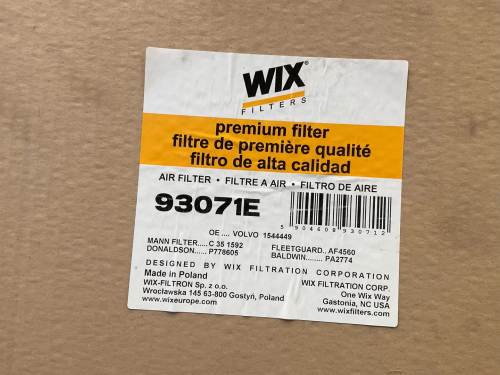 WIX®
FILTERS
premium filter
filtre de première qualité
filtro de alta calidad
AIR FILTER • FILTRE A AIR • FILTRO DE AIRE
93071E
5 904608 930712
OE .... VOLVO 1544449
MANN FILTER.....C 35 1592
DONALDSON......P778605
FLEETGUARD..AF4560
BALDWIN........ PA2774
DESIGNED BY WIX FILTRATION CORPORATION
Made in Poland
WIX-FILTRON Sp. z o.o.
Wrocławska 145 63-800 Gostyń, Poland
www.wixeurope.com
WIX FILTRATION CORP.
One Wix Way
Gastonia, NC USA
www.wixfilters.com